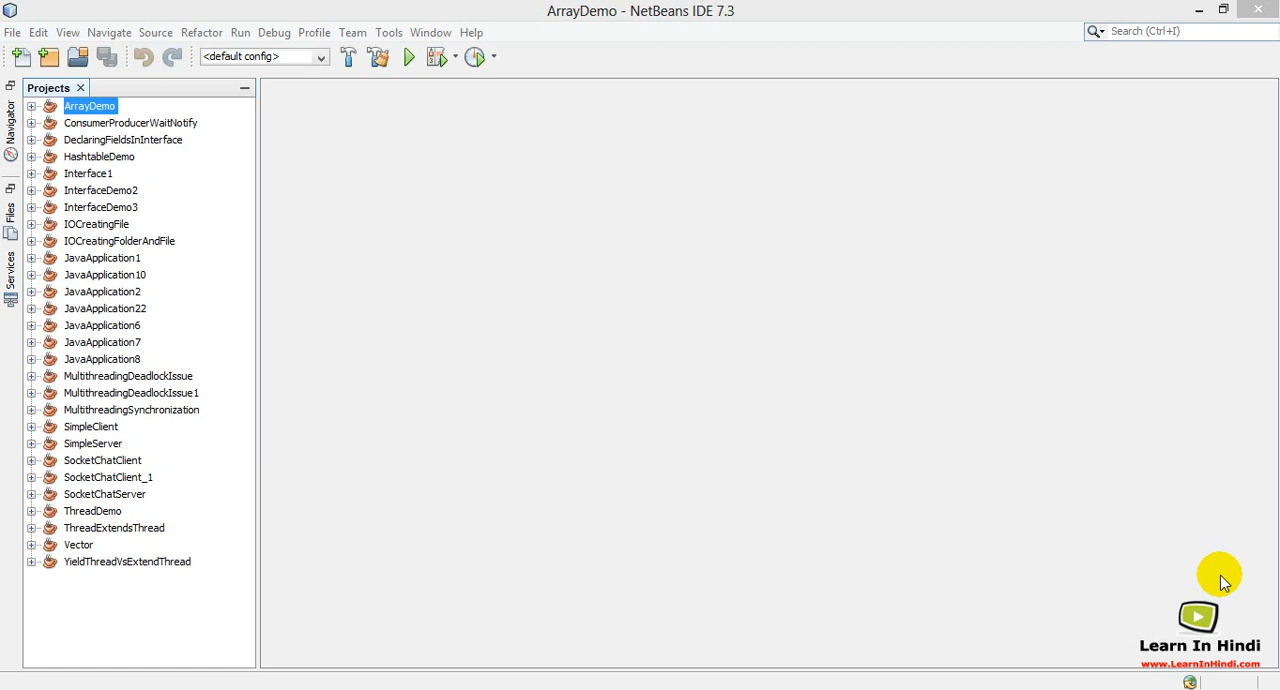 ArrayDemo - NetBeans IDE 7.3
File Edit View Navigate Source Refactor Run Debug Profile Team Tools Window Help
Search (Ctrl+I)
<default config>
Projects
Navigator
Files
Services
ArrayDemo
ConsumerProducerWaitNotify
DeclaringFieldsInInterface
HashtableDemo
Interface1
InterfaceDemo2
InterfaceDemo3
IOCreatingFile
IOCreatingFolderAndFile
JavaApplication1
JavaApplication10
JavaApplication2
JavaApplication22
JavaApplication6
JavaApplication7
JavaApplication8
MultithreadingDeadlockIssue
MultithreadingDeadlockIssue1
MultithreadingSynchronization
SimpleClient
SimpleServer
SocketChatClient
SocketChatClient_1
SocketChatServer
ThreadDemo
ThreadExtendsThread
Vector
YieldThreadVsExtendThread
Learn In Hindi
www.LearnInHindi.com